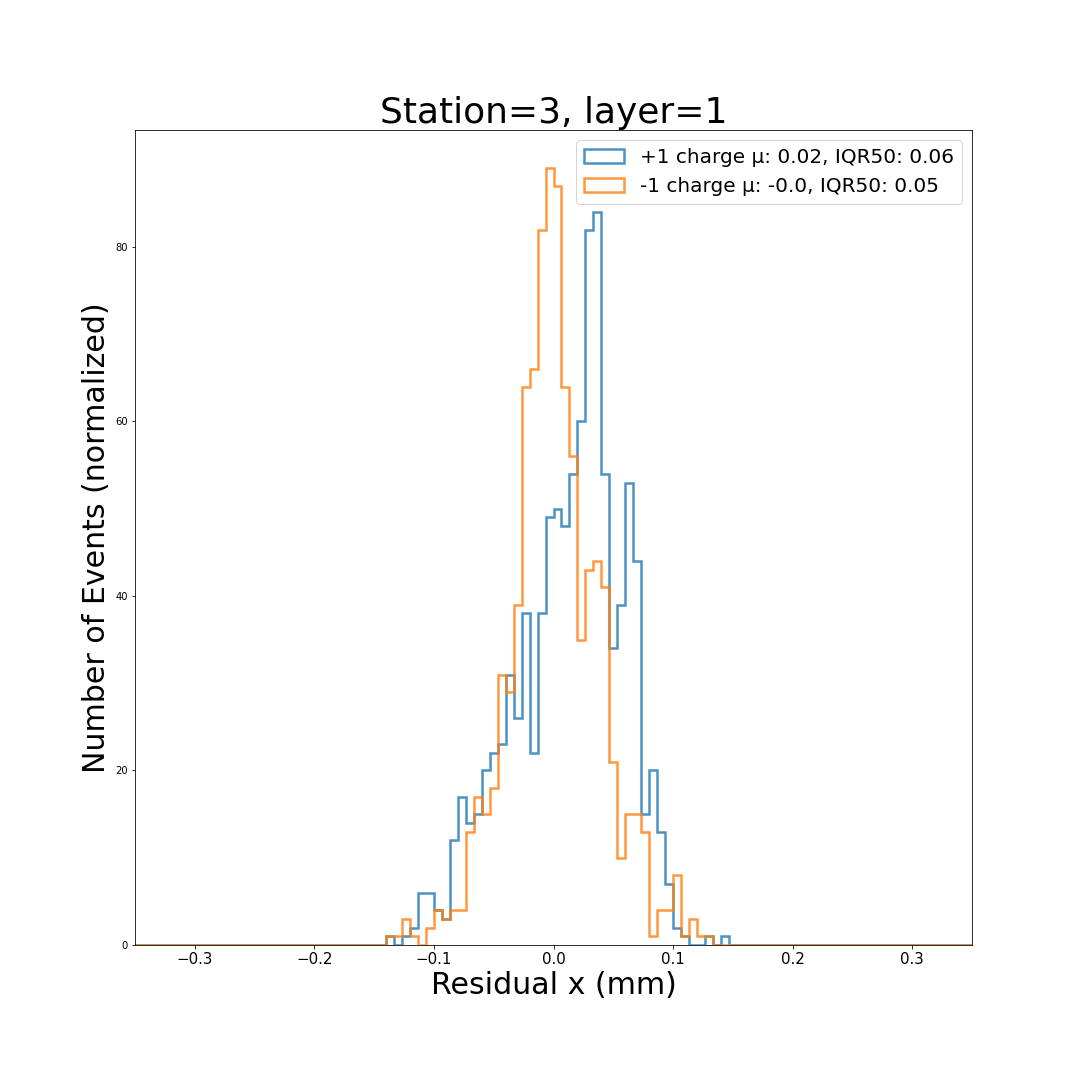 Station=3, layer=1
+1 charge μ: 0.02, IQR50: 0.06
-1 charge μ: -0.0, IQR50: 0.05
Number of Events (normalized)
80
60
40
20
0
−0.3 −0.2 −0.1 0.0 0.1 0.2 0.3
Residual x (mm)